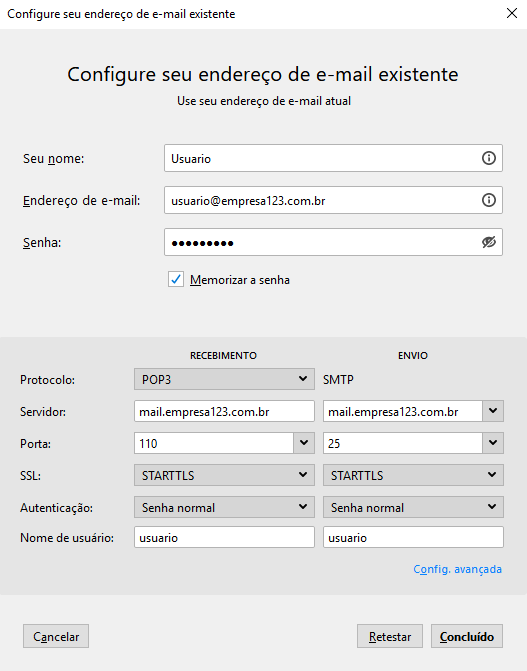 Configure seu endereço de e-mail existente
Configure seu endereço de e-mail existente
Use seu endereço de e-mail atual
Seu nome: Usuario
Endereço de e-mail: usuario@empresa123.com.br
Senha: ●●●●●●●●●
Memorizar a senha
RECEBIMENTO ENVIO
Protocolo: POP3 SMTP
Servidor: mail.empresa123.com.br mail.empresa123.com.br
Porta: 110 25
SSL: STARTTLS STARTTLS
Autenticação: Senha normal Senha normal
Nome de usuário: usuario usuario
Config. avançada
Cancelar Retestar Concluído